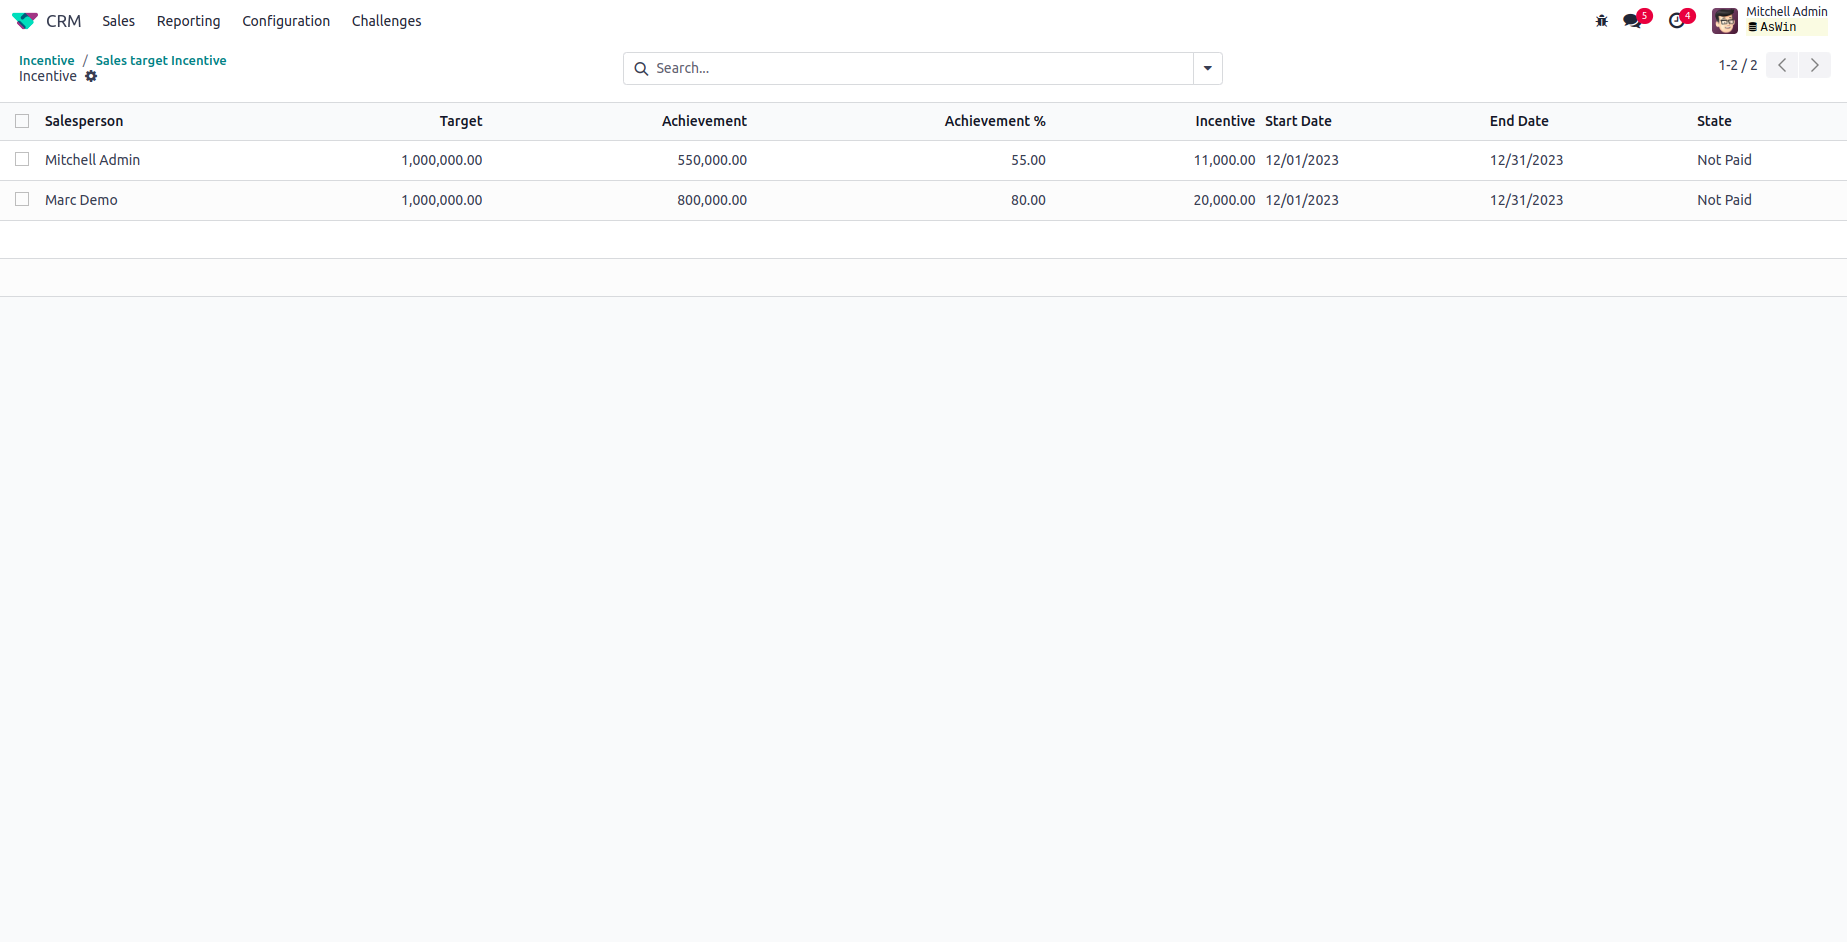 CRM Sales Reporting Configuration Challenges 5 4 Mitchell Admin
AsWin
Incentive / Sales target Incentive
Incentive
Search...
1-2 / 2
Salesperson Target Achievement Achievement % Incentive Start Date End Date State
Mitchell Admin 1,000,000.00 550,000.00 55.00 11,000.00 12/01/2023 12/31/2023 Not Paid
Marc Demo 1,000,000.00 800,000.00 80.00 20,000.00 12/01/2023 12/31/2023 Not Paid